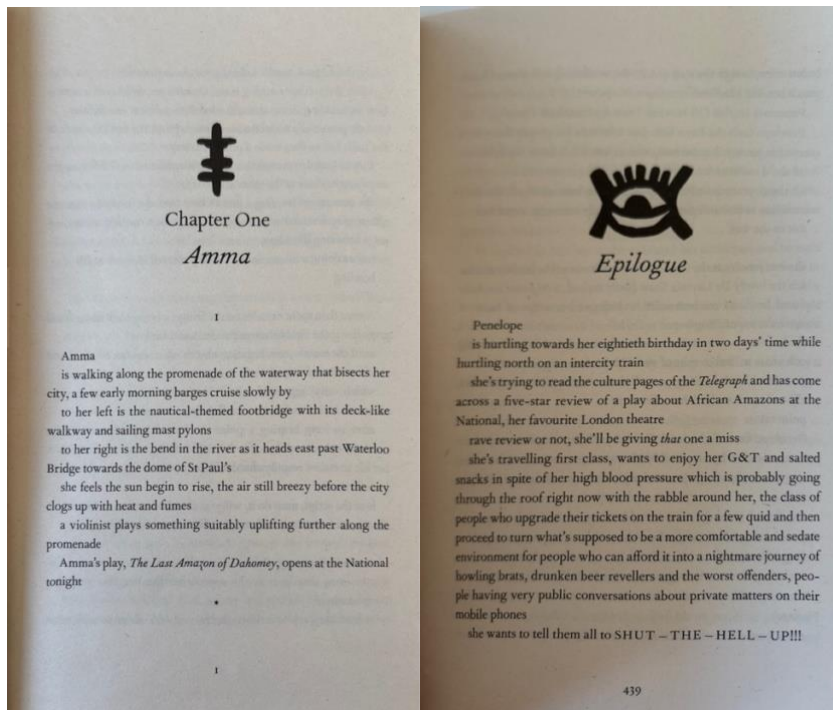 Chapter One
Amma
1
Amma
is walking along the promenade of the waterway that bisects her
city, a few early morning barges cruise slowly by
to her left is the nautical-themed footbridge with its deck-like
walkway and sailing mast pylons
to her right is the bend in the river as it heads east past Waterloo
Bridge towards the dome of St Paul's
she feels the sun begin to rise, the air still breezy before the city
clogs up with heat and fumes
a violinist plays something suitably uplifting further along the
promenade
Amma's play, The Last Amazon of Dahomey, opens at the National
tonight
*
1
Epilogue
Penelope
is hurtling towards her eightieth birthday in two days' time while
hurtling north on an intercity train
she's trying to read the culture pages of the Telegraph and has come
across a five-star review of a play about African Amazons at the
National, her favourite London theatre
rave review or not, she'll be giving that one a miss
she's travelling first class, wants to enjoy her G&T and salted
snacks in spite of her high blood pressure which is probably going
through the roof right now with the rabble around her, the class of
people who upgrade their tickets on the train for a few quid and then
proceed to turn what's supposed to be a more comfortable and sedate
environment for people who can afford it into a nightmare journey of
howling brats, drunken beer revellers and the worst offenders, peo-
ple having very public conversations about private matters on their
mobile phones
she wants to tell them all to SHUT – THE – HELL – UP!!!
439